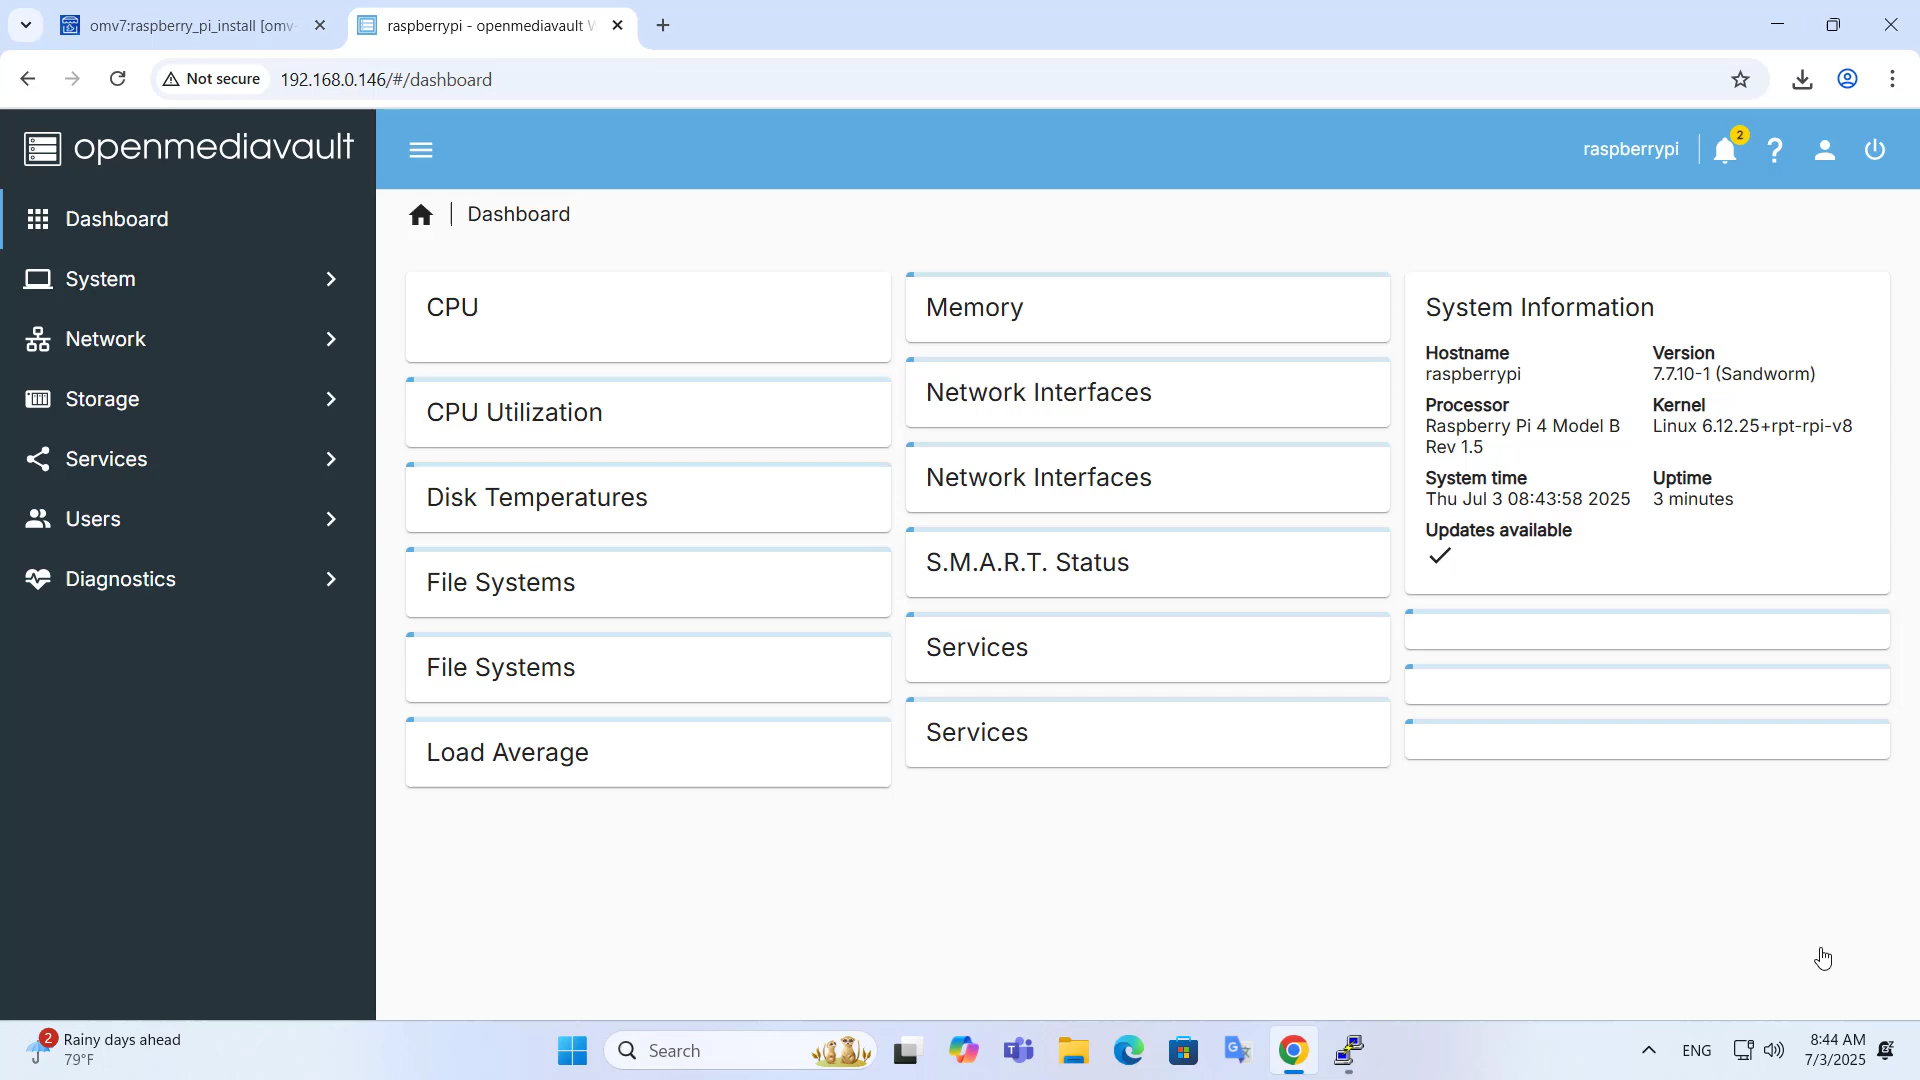 omv7:raspberry_pi_install [omv-
raspberrypi - openmediavault W
Not secure
192.168.0.146/#/dashboard
openmediavault
raspberrypi
2
?
Dashboard
System
Network
Storage
Services
Users
Diagnostics
Dashboard
CPU
CPU Utilization
Disk Temperatures
File Systems
File Systems
Load Average
Memory
Network Interfaces
Network Interfaces
S.M.A.R.T. Status
Services
Services
System Information
Hostname
raspberrypi
Version
7.7.10-1 (Sandworm)
Processor
Raspberry Pi 4 Model B
Rev 1.5
Kernel
Linux 6.12.25+rpt-rpi-v8
System time
Thu Jul 3 08:43:58 2025
Uptime
3 minutes
Updates available
2
Rainy days ahead
79°F
Search
ENG
8:44 AM
7/3/2025